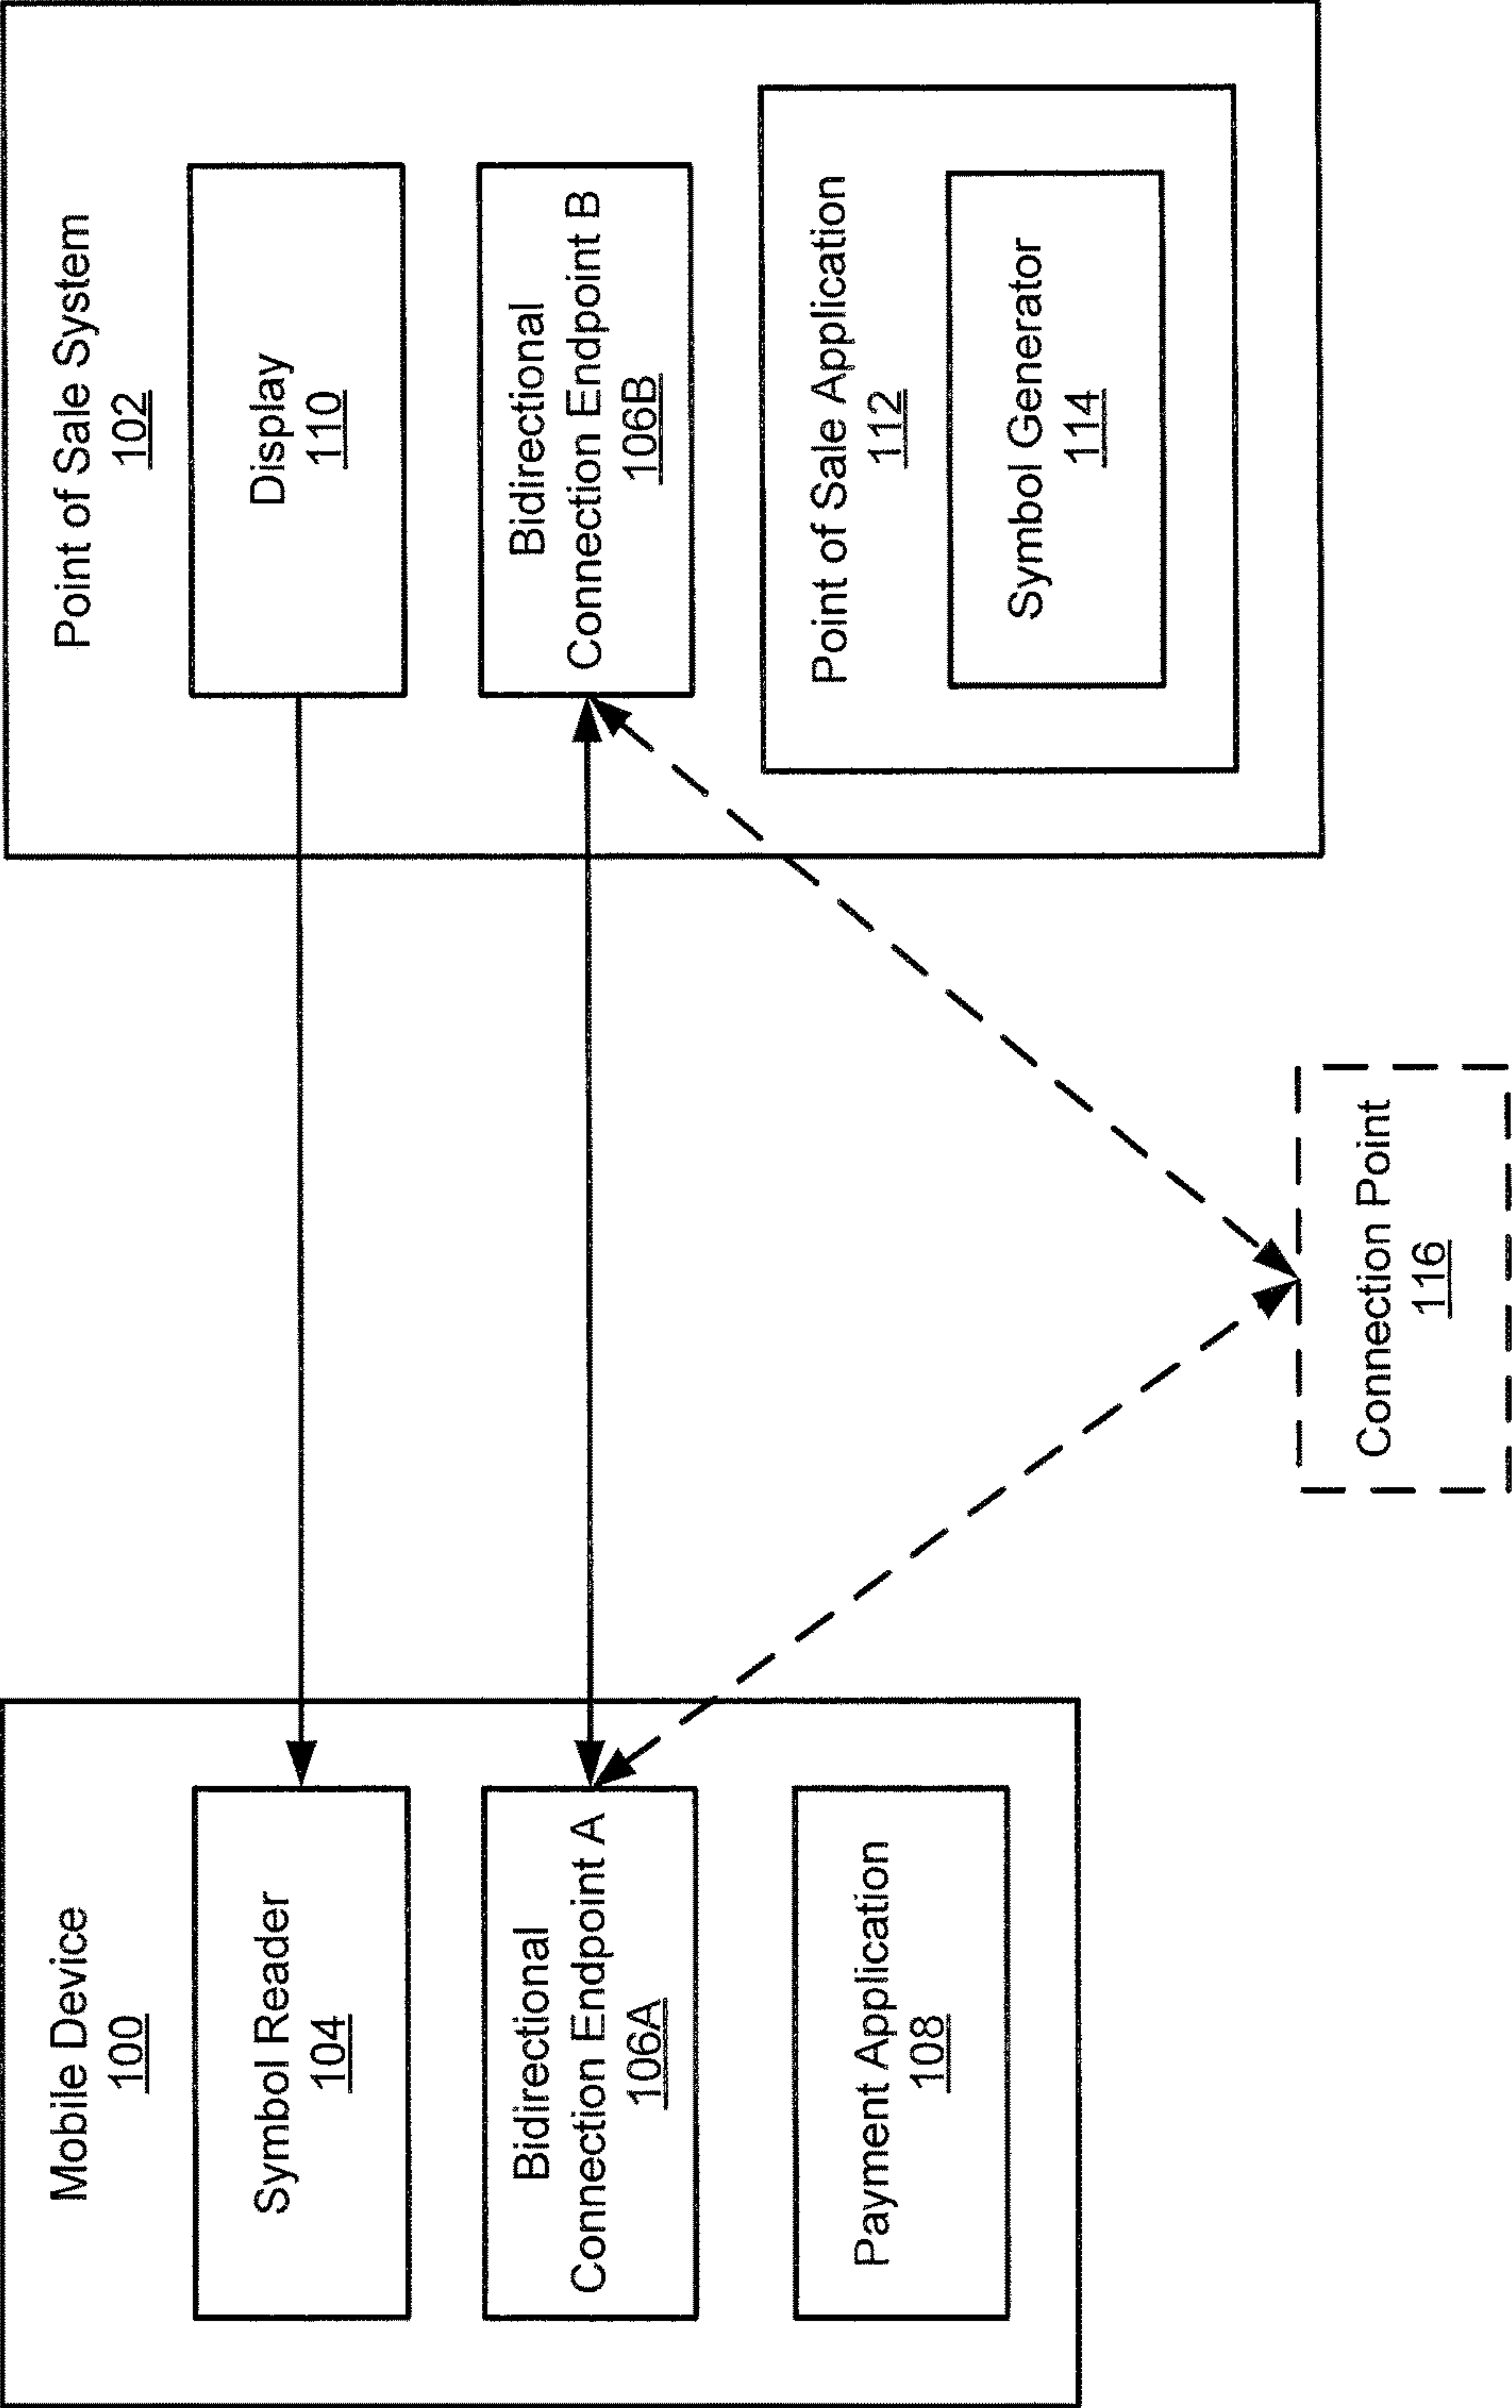 Mobile Device
100
Symbol Reader
104
Bidirectional
Connection Endpoint A
106A
Payment Application
108
Point of Sale System
102
Display
110
Bidirectional
Connection Endpoint B
106B
Point of Sale Application
112
Symbol Generator
114
Connection Point
116